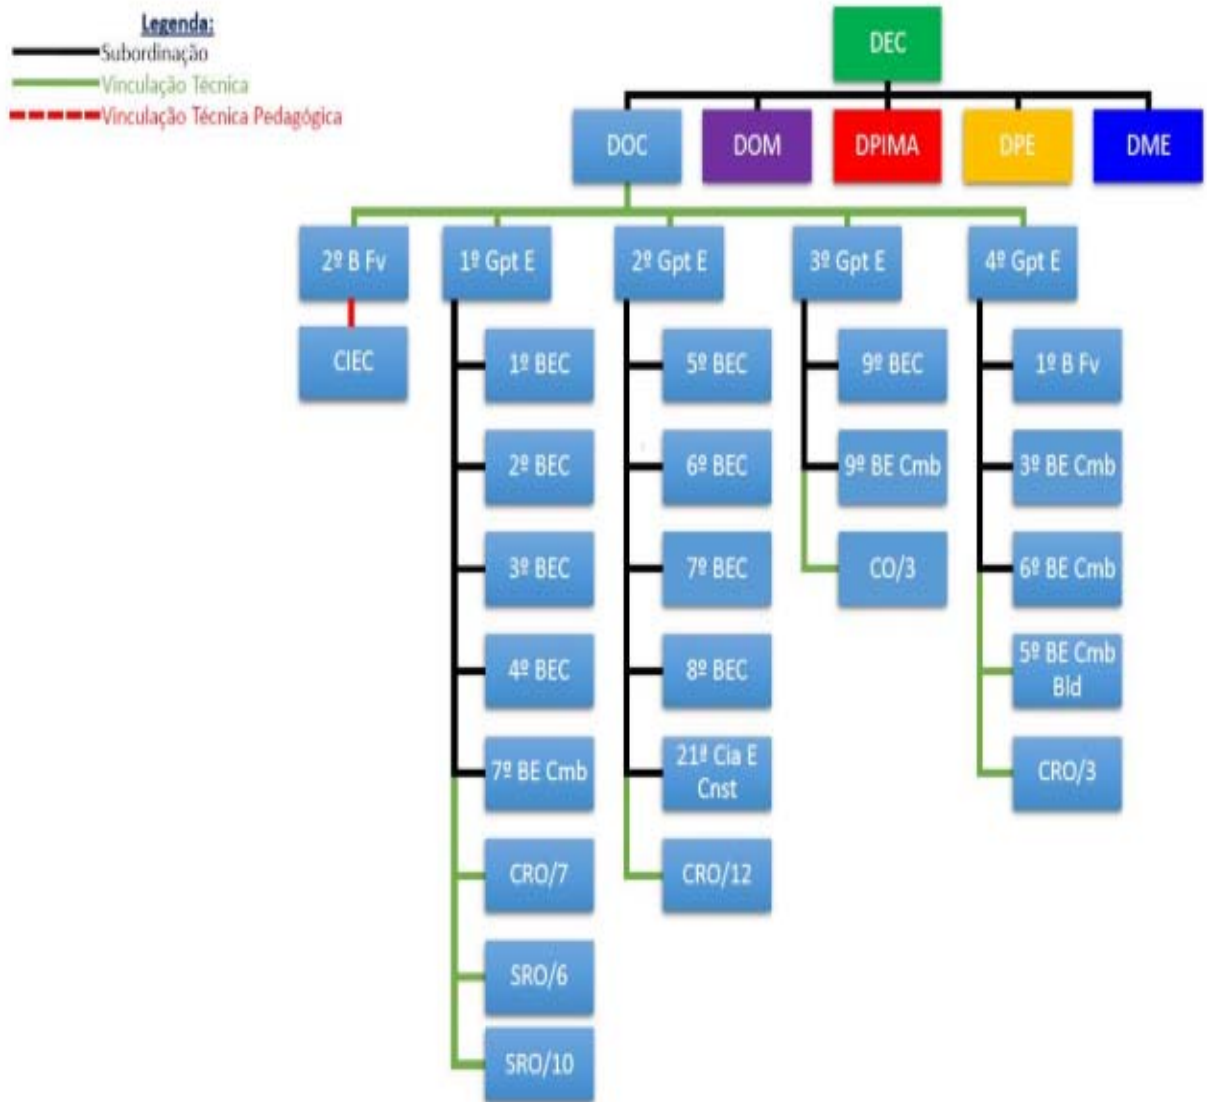 Legenda:
Subordinação
Vinculação Técnica
Vinculação Técnica Pedagógica
DEC
DOC
DOM
DPIMA
DPE
DME
2º B Fv
1º Gpt E
2º Gpt E
3º Gpt E
4º Gpt E
CIEC
1º BEC
2º BEC
3º BEC
4º BEC
7º BE Cmb
CRO/7
SRO/6
SRO/10
5º BEC
6º BEC
7º BEC
8º BEC
21ª Cia E
Cnst
CRO/12
9º BEC
9º BE Cmb
CO/3
1º B Fv
3º BE Cmb
6º BE Cmb
5º BE Cmb
Bld
CRO/3